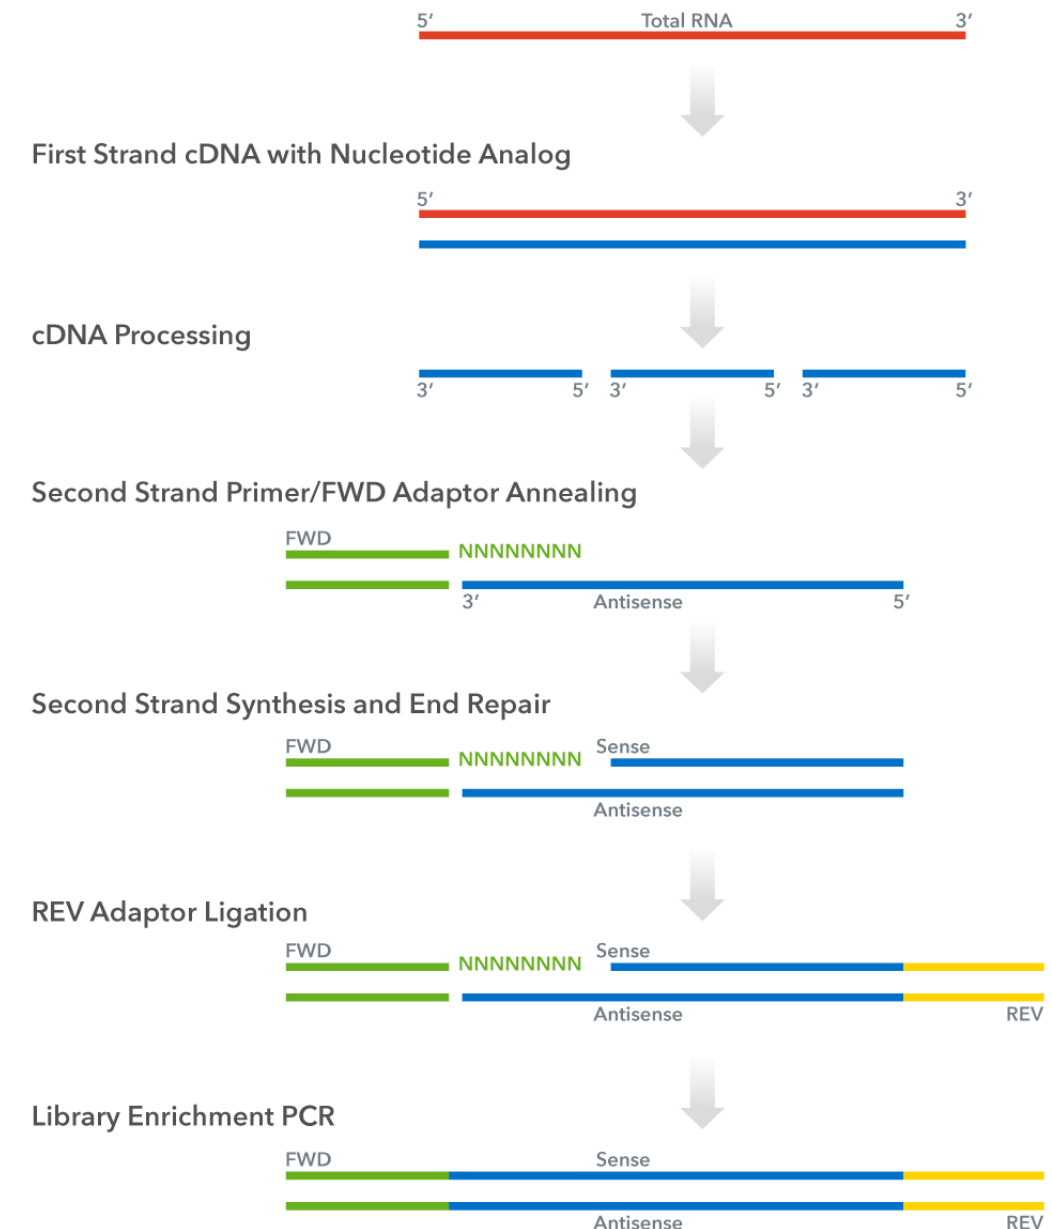 5′ Total RNA 3′
First Strand cDNA with Nucleotide Analog
5′ 3′
cDNA Processing
3′ 5′ 3′ 5′ 3′ 5′
Second Strand Primer/FWD Adaptor Annealing
FWD
NNNNNNNN
3′ Antisense 5′
Second Strand Synthesis and End Repair
FWD Sense
NNNNNNNN
Antisense
REV Adaptor Ligation
FWD Sense
NNNNNNNN
Antisense REV
Library Enrichment PCR
FWD Sense
Antisense REV